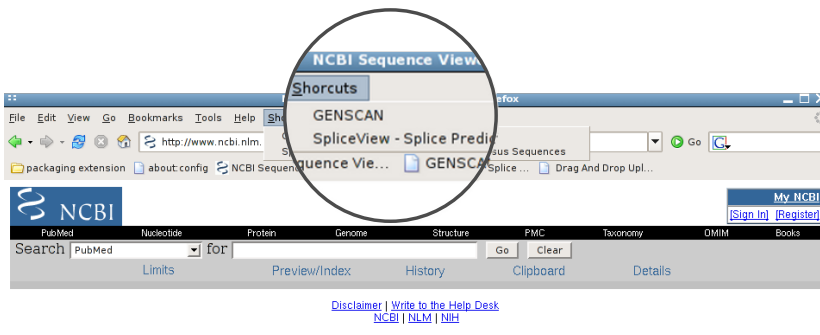 NCBI Sequence View
Shorcuts
GENSCAN
SpliceView - Splice Predic
quence Vie... GENSCA
efox
File Edit View Go Bookmarks Tools Help Sho
http://www.ncbi.nlm. Go G
sus Sequences
packaging extension about:config NCBI Sequenc Splice ... Drag And Drop Upl...
NCBI
My NCBI
[Sign In] [Register]
PubMed Nucleotide Protein Genome Structure PMC Taxonomy OMIM Books
Search PubMed for Go Clear
Limits Preview/Index History Clipboard Details
Disclaimer | Write to the Help Desk
NCBI | NLM | NIH